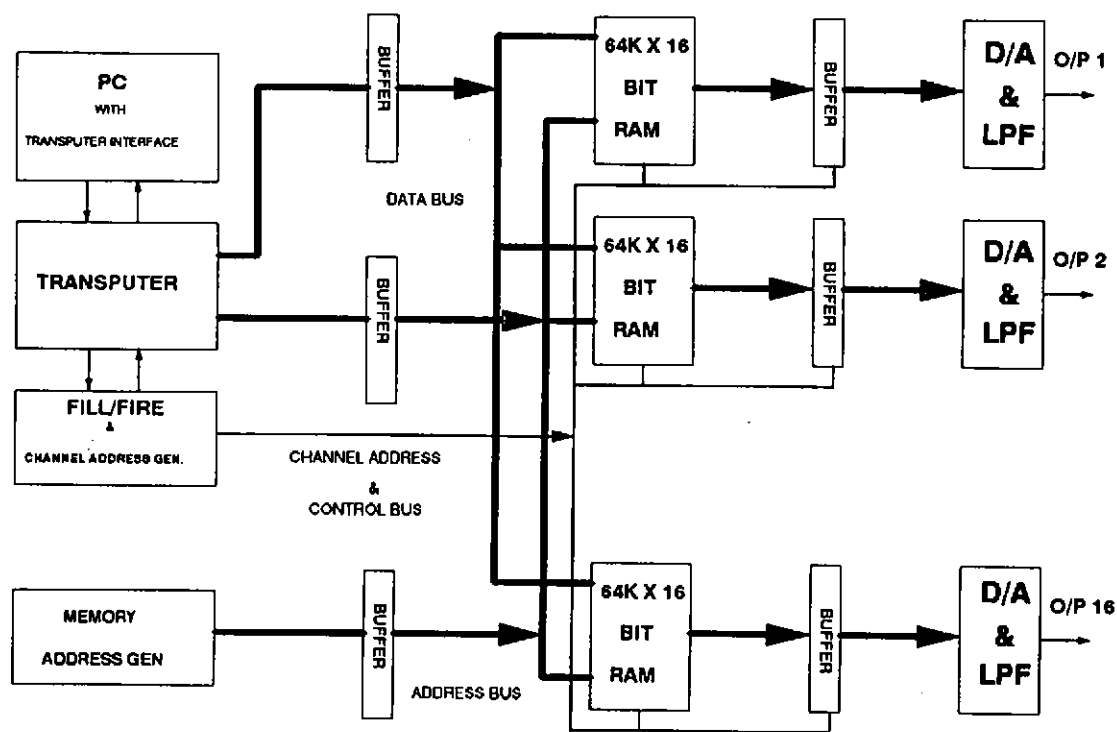 PC
WITH
TRANSPUTER INTERFACE
TRANSPUTER
FILL/FIRE
&
CHANNEL ADDRESS GEN.
MEMORY
ADDRESS GEN
BUFFER
BUFFER
BUFFER
DATA BUS
CHANNEL ADDRESS
&
CONTROL BUS
ADDRESS BUS
64K X 16
BIT
RAM
BUFFER
D/A
&
LPF
O/P 1
64K X 16
BIT
RAM
BUFFER
D/A
&
LPF
O/P 2
64K X 16
BIT
RAM
BUFFER
D/A
&
LPF
O/P 16